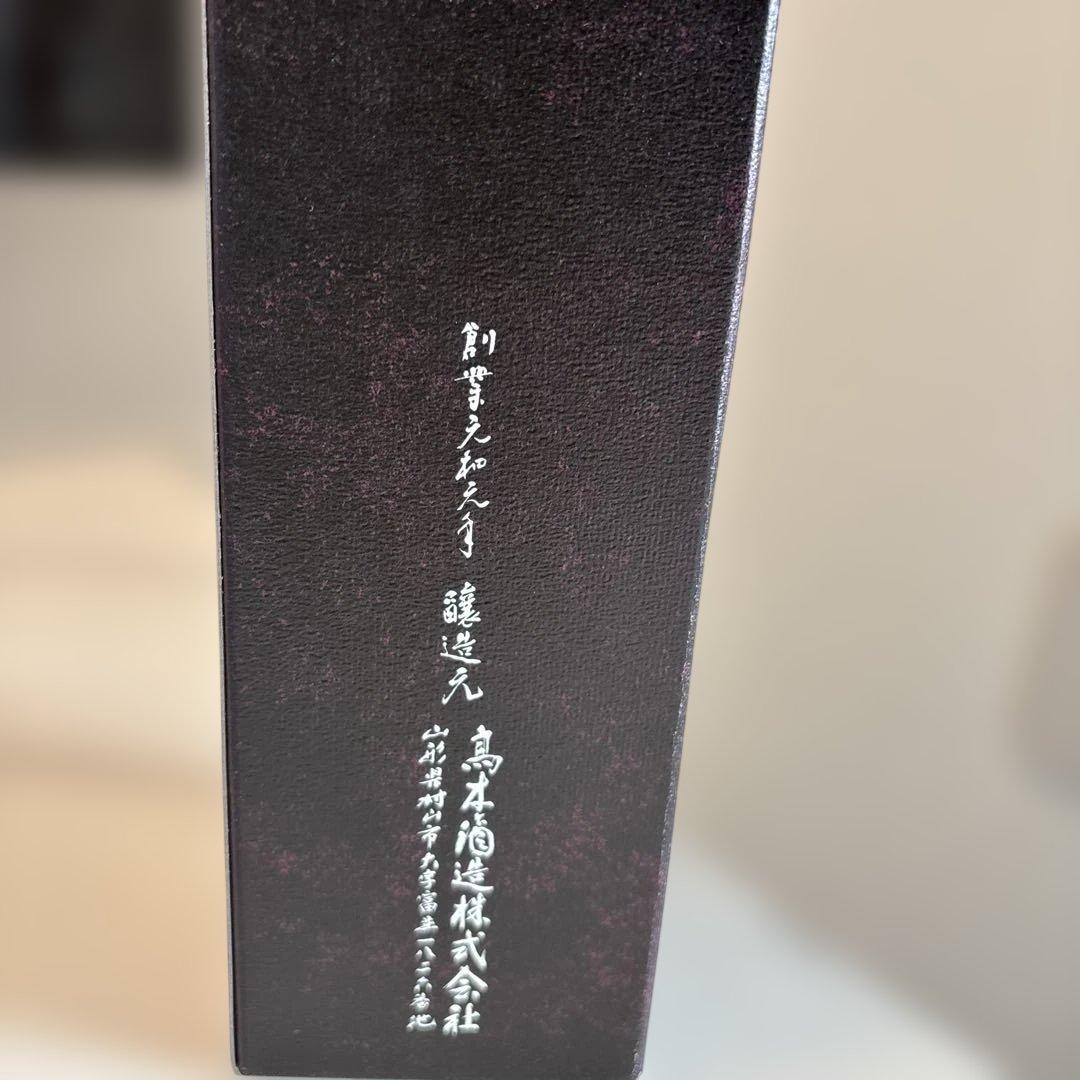 創業元和元年 醸造元
高木酒造株式会社
山形県村山市大字富並一八二六番地